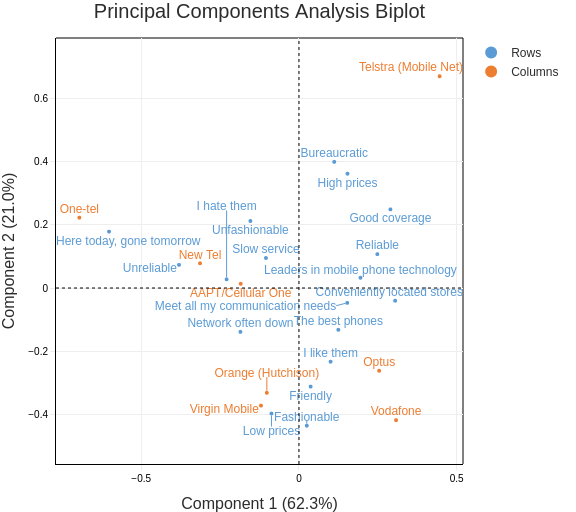 Principal Components Analysis Biplot
Rows
Columns
Telstra (Mobile Net)
0.6
Bureaucratic
0.4
High prices
One-tel
I hate them
Good coverage
0.2
Unfashionable
Here today, gone tomorrow
Reliable
Slow service
New Tel
Unreliable
Leaders in mobile phone technology
0
AAPT/Cellular One
Conveniently located stores
Meet all my communication needs
Network often down
The best phones
−0.2
I like them
Optus
Orange (Hutchison)
Friendly
Virgin Mobile
Fashionable
Vodafone
−0.4
Low prices
−0.5
0
0.5
Component 1 (62.3%)
Component 2 (21.0%)